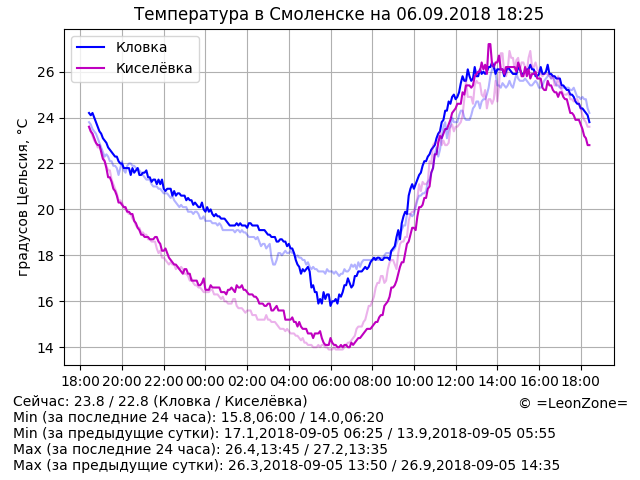 Температура в Смоленске на 06.09.2018 18:25
Кловка
Киселёвка
градусов Цельсия, °C
26
24
22
20
18
16
14
18:00 20:00 22:00 00:00 02:00 04:00 06:00 08:00 10:00 12:00 14:00 16:00 18:00
Сейчас: 23.8 / 22.8 (Кловка / Киселёвка)
© =LeonZone=
Min (за последние 24 часа): 15.8,06:00 / 14.0,06:20
Min (за предыдущие сутки): 17.1,2018-09-05 06:25 / 13.9,2018-09-05 05:55
Max (за последние 24 часа): 26.4,13:45 / 27.2,13:35
Max (за предыдущие сутки): 26.3,2018-09-05 13:50 / 26.9,2018-09-05 14:35